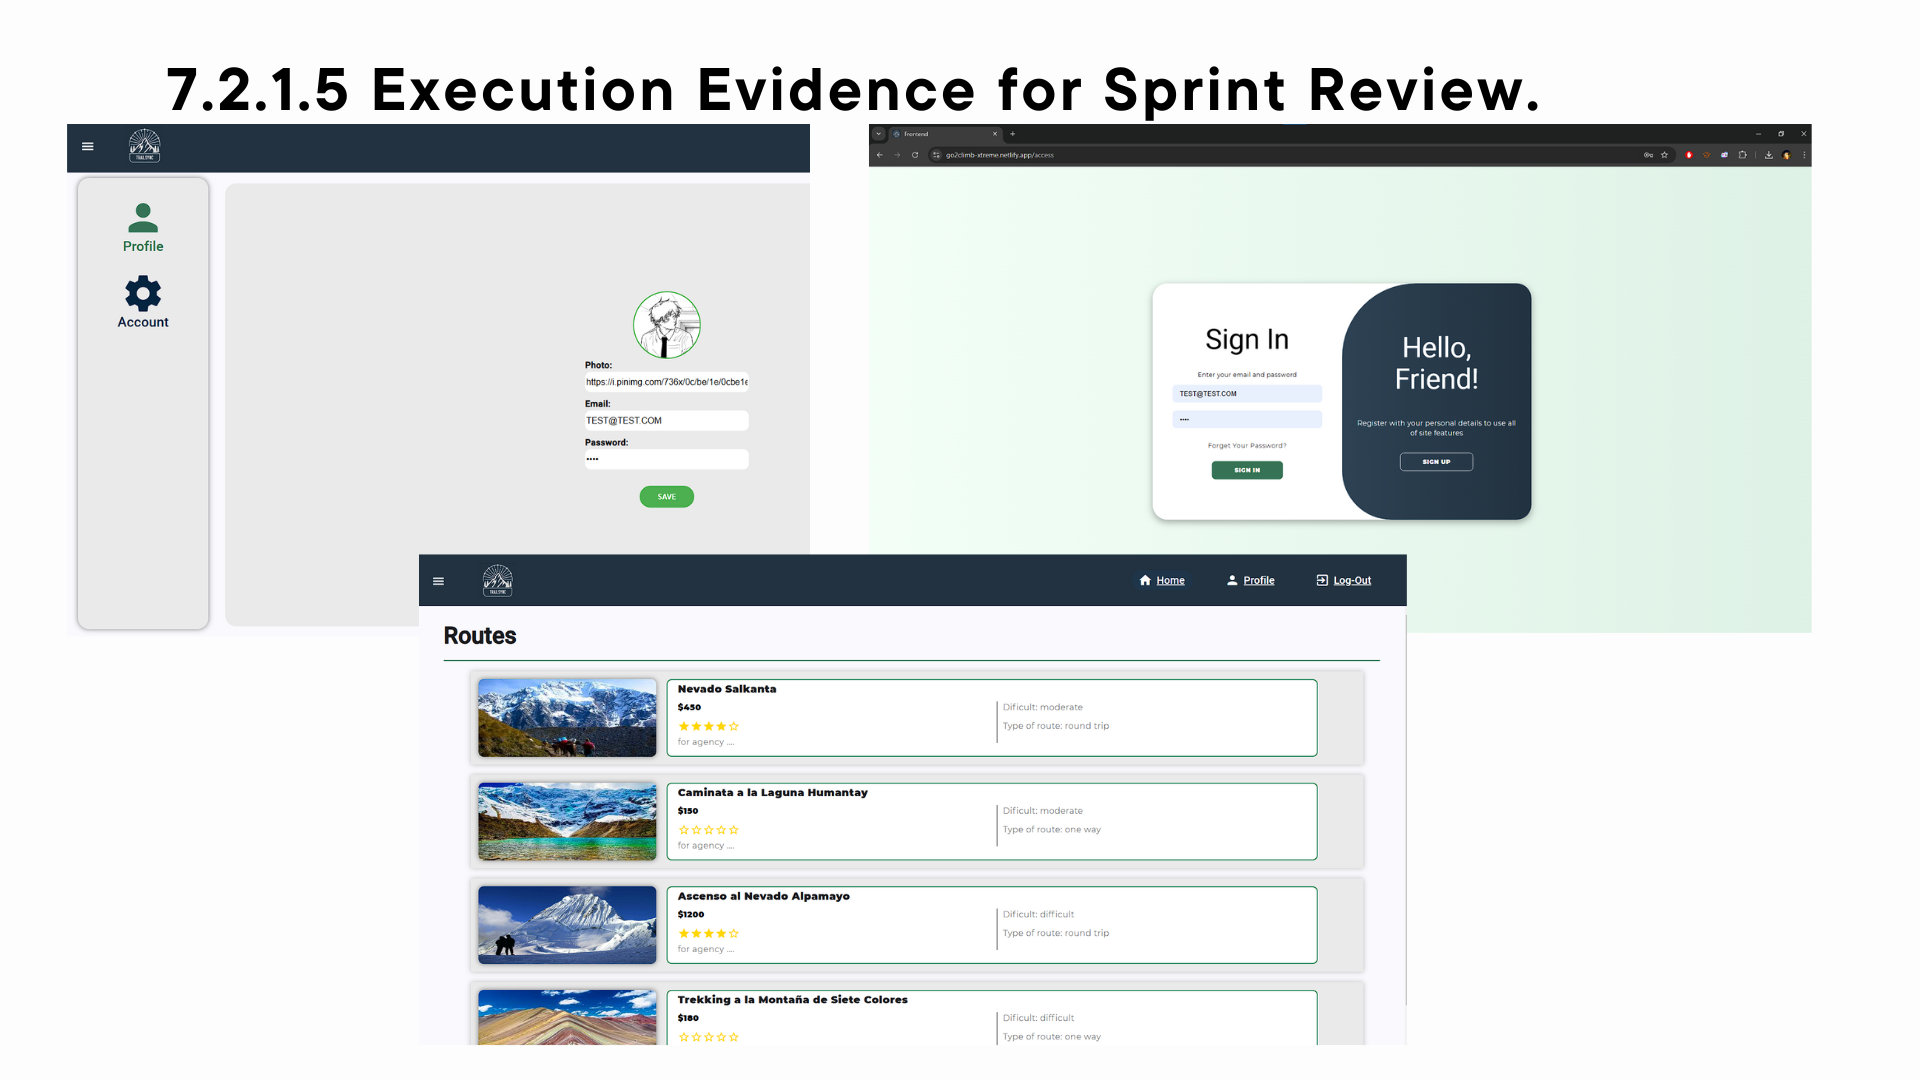 7.2.1.5 Execution Evidence for Sprint Review.
TRAIL SYNC
Profile
Account
Photo:
https://i.pinimg.com/736x/0c/be/1e/0cbe1e
Email:
TEST@TEST.COM
Password:
SAVE
Frontend
go2climb-xtreme.netlify.app/access
Sign In
Enter your email and password
TEST@TEST.COM
Forget Your Password?
SIGN IN
Hello,
Friend!
Register with your personal details to use all
of site features
SIGN UP
TRAIL SYNC
Home
Profile
Log-Out
Routes
Nevado Salkanta
$450
for agency ....
Dificult: moderate
Type of route: round trip
Caminata a la Laguna Humantay
$150
for agency ....
Dificult: moderate
Type of route: one way
Ascenso al Nevado Alpamayo
$1200
for agency ....
Dificult: difficult
Type of route: round trip
Trekking a la Montaña de Siete Colores
$180
Dificult: difficult
Type of route: one way